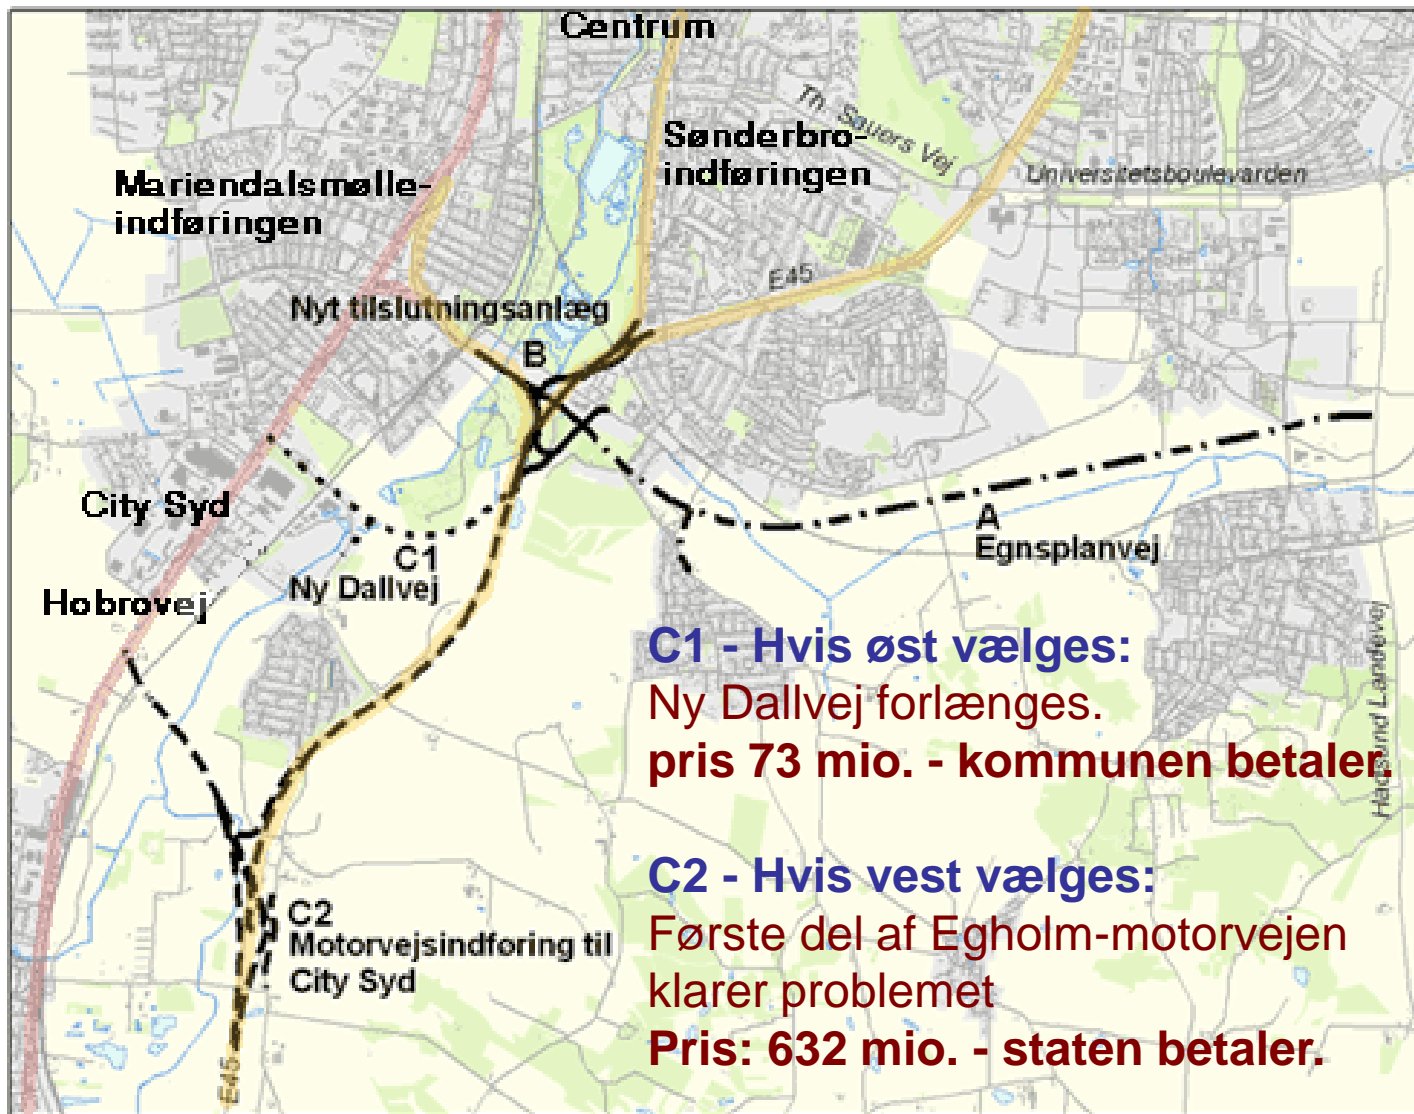 Centrum
Th. Sauers Vej
Sønderbro-
indføringen
Universitetsboulevarden
Mariendalsmølle-
indføringen
E45
Nyt tilslutningsanlæg
B
City Syd
C1
Ny Dallvej
A
Egnsplanvej
Hobrovej
Hadsund Landevej
C1 - Hvis øst vælges:
Ny Dallvej forlænges.
pris 73 mio. - kommunen betaler.
C2 - Hvis vest vælges:
Første del af Egholm-motorvejen
klarer problemet
Pris: 632 mio. - staten betaler.
C2
Motorvejsindføring til
City Syd
E45